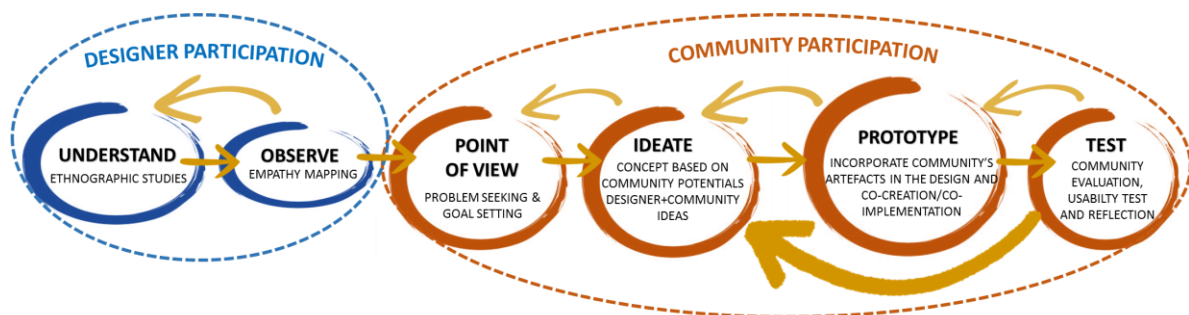 DESIGNER PARTICIPATION
COMMUNITY PARTICIPATION
UNDERSTAND
ETHNOGRAPHIC STUDIES
OBSERVE
EMPATHY MAPPING
POINT
OF VIEW
PROBLEM SEEKING &
GOAL SETTING
IDEATE
CONCEPT BASED ON
COMMUNITY POTENTIALS
DESIGNER+COMMUNITY
IDEAS
PROTOTYPE
INCORPORATE COMMUNITY'S
ARTEFACTS IN THE DESIGN AND
CO-CREATION/CO-
IMPLEMENTATION
TEST
COMMUNITY
EVALUATION,
USABILTY TEST
AND REFLECTION